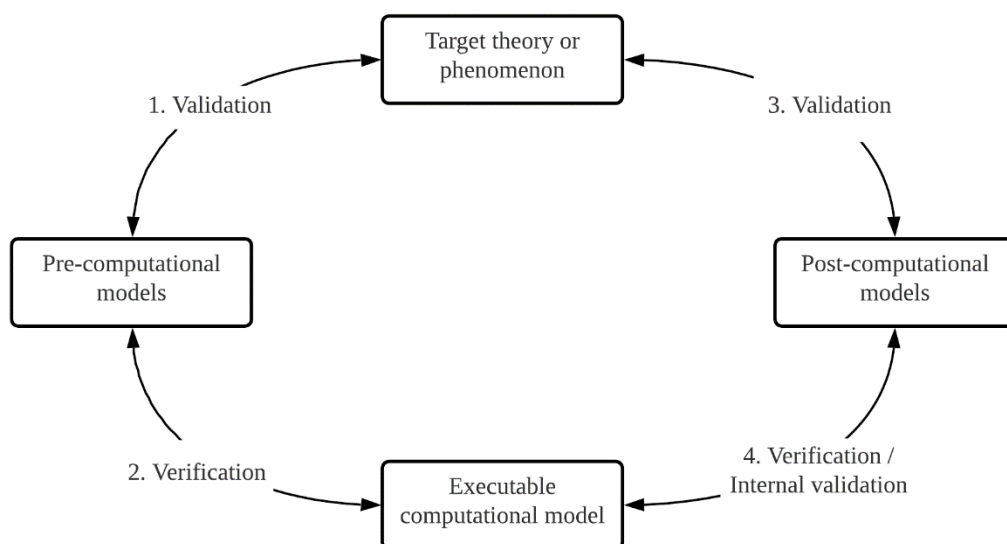 Target theory or
phenomenon
1. Validation
3. Validation
Pre-computational
models
Post-computational
models
2. Verification
4. Verification /
Internal validation
Executable
computational model